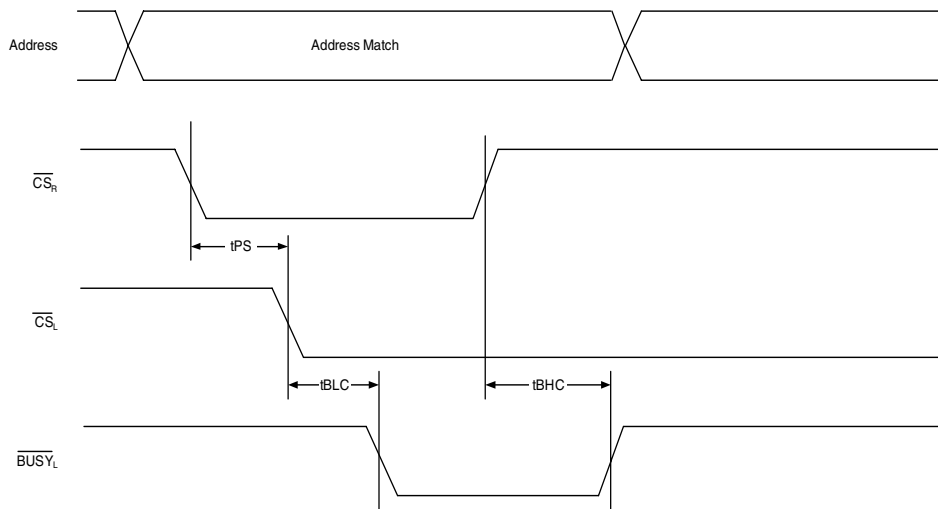 Address
Address Match
CS_R
tPS
CS_L
tBLC
tBHC
BUSY_L